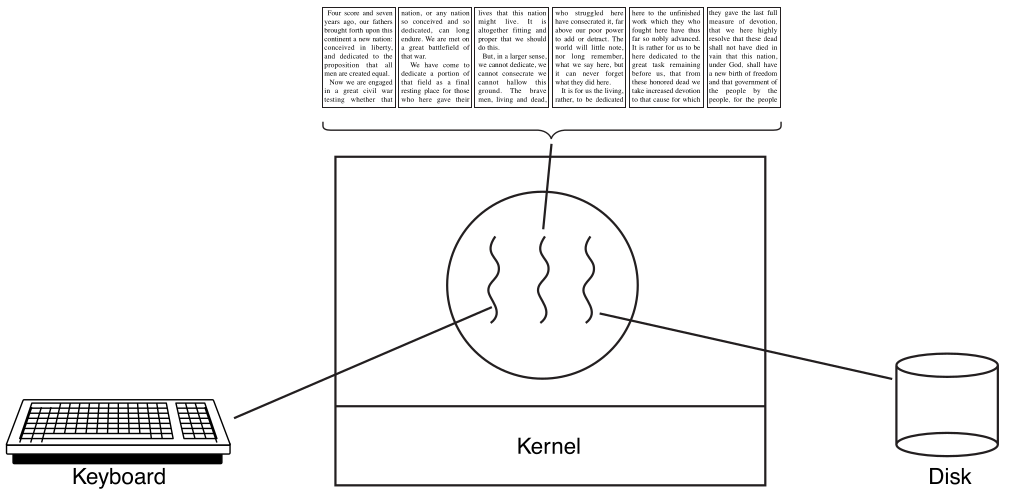 Four score and seven
years ago, our fathers
brought forth upon this
continent a new nation:
conceived in liberty,
and dedicated to the
proposition that all
men are created equal.
Now we are engaged
in a great civil war
testing whether that
nation, or any nation
so conceived and so
dedicated, can long
endure. We are met on
a great battlefield of
that war.
We have come to
dedicate a portion of
that field as a final
resting place for those
who here gave their
lives that this nation
might live. It is
altogether fitting and
proper that we should
do this.
But, in a larger sense,
we cannot dedicate, we
cannot consecrate we
cannot hallow this
ground. The brave
men, living and dead,
who struggled here
have consecrated it, far
above our poor power
to add or detract. The
world will little note,
nor long remember,
what we say here, but
it can never forget
what they did here.
It is for us the living,
rather, to be dedicated
here to the unfinished
work which they who
fought here have thus
far so nobly advanced.
It is rather for us to be
here dedicated to the
great task remaining
before us, that from
these honored dead we
take increased devotion
to that cause for which
they gave the last full
measure of devotion,
that we here highly
resolve that these dead
shall not have died in
vain that this nation,
under God, shall have
a new birth of freedom
and that government of
the people by the
people, for the people
Kernel
Keyboard
Disk